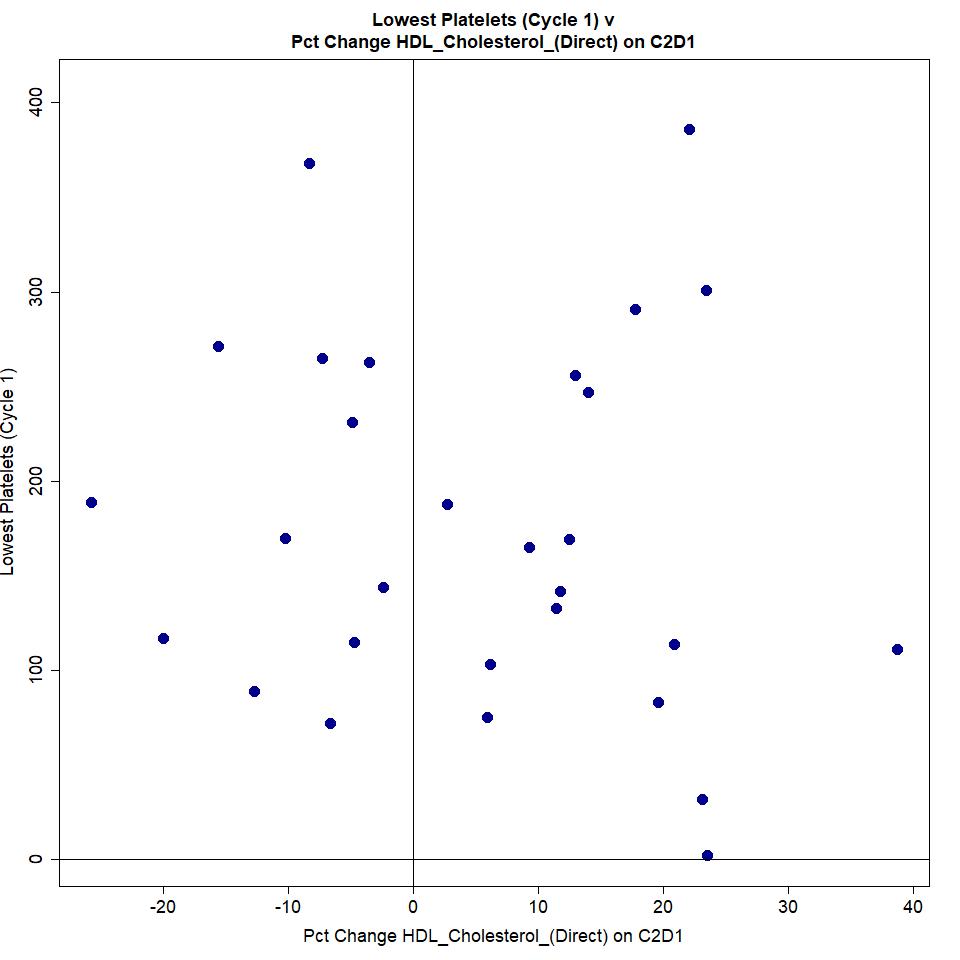 Lowest Platelets (Cycle 1) v
Pct Change HDL_Cholesterol_(Direct) on C2D1
400
300
200
100
0
Lowest Platelets (Cycle 1)
-20 -10 0 10 20 30 40
Pct Change HDL_Cholesterol_(Direct) on C2D1